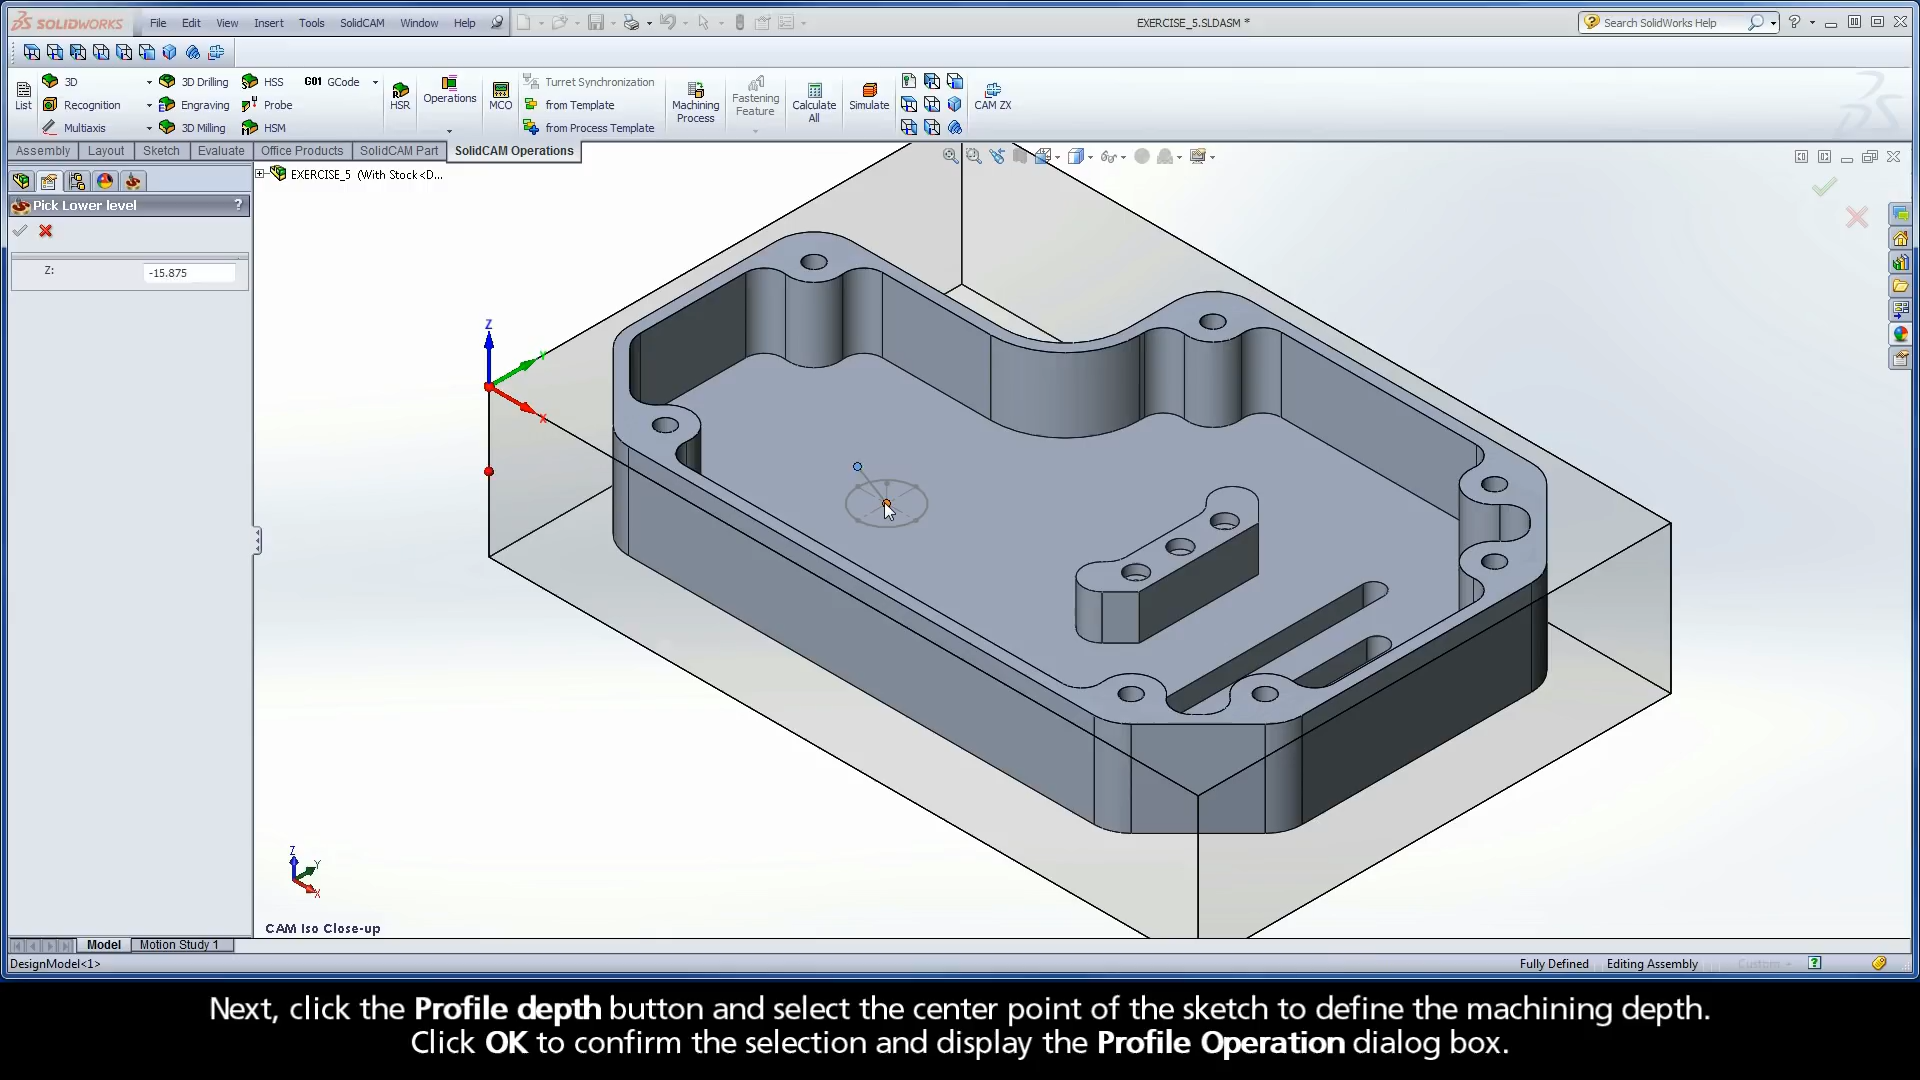 SOLIDWORKS File Edit View Insert Tools SolidCAM Window Help EXERCISE_5.SLDASM * Search SolidWorks Help
3D 3D Drilling HSS G01 GCode Turret Synchronization
List Recognition Engraving Probe HSR Operations MCO from Template Machining Process Fastening Feature Calculate All Simulate CAM ZX
Multiaxis 3D Milling HSM from Process Template
Assembly Layout Sketch Evaluate Office Products SolidCAM Part SolidCAM Operations
EXERCISE_5 (With Stock<D...
Pick Lower level ?
Z: -15.875
Z
Y
X
Z
Y
X
CAM Iso Close-up
Model Motion Study 1
DesignModel<1> Fully Defined Editing Assembly Custom
Next, click the Profile depth button and select the center point of the sketch to define the machining depth.
Click OK to confirm the selection and display the Profile Operation dialog box.